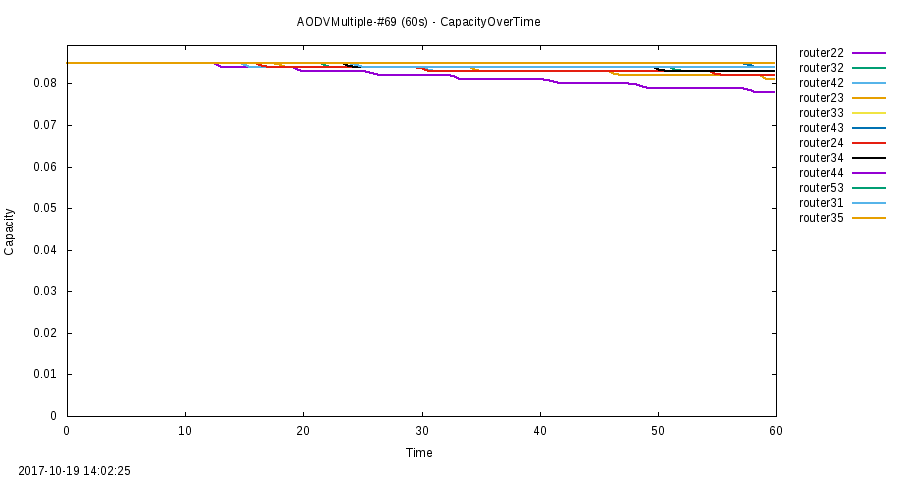 AODVMultiple-#69 (60s) - CapacityOverTime
router22
router32
router42
router23
router33
router43
router24
router34
router44
router53
router31
router35
0.08
0.07
0.06
0.05
0.04
0.03
0.02
0.01
0
Capacity
0 10 20 30 40 50 60
Time
2017-10-19 14:02:25